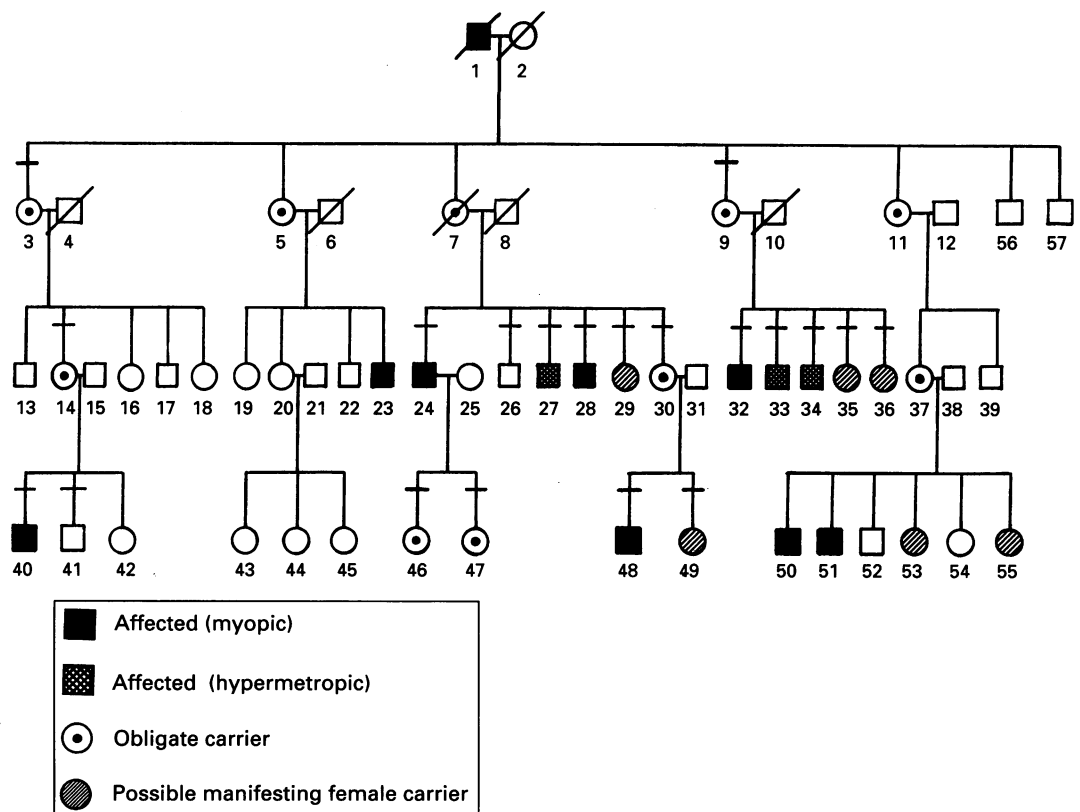 1 2
3 4 5 6 7 8 9 10 11 12 56 57
13 14 15 16 17 18 19 20 21 22 23 24 25 26 27 28 29 30 31 32 33 34 35 36 37 38 39
40 41 42 43 44 45 46 47 48 49 50 51 52 53 54 55
Affected (myopic)
Affected (hypermetropic)
Obligate carrier
Possible manifesting female carrier